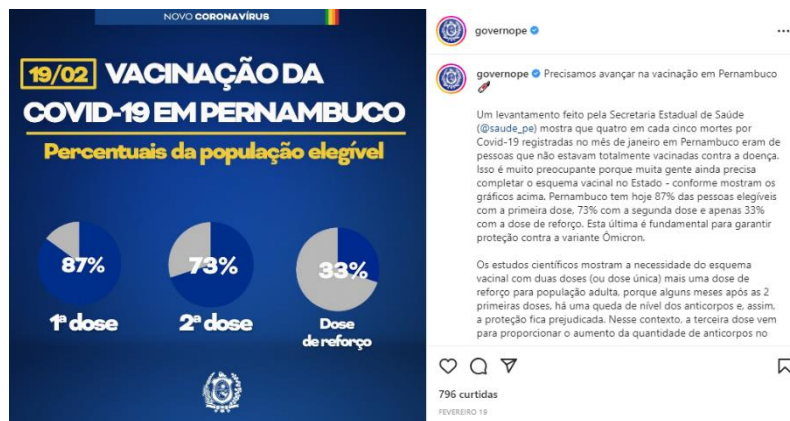 NOVO CORONAVÍRUS
19/02 VACINAÇÃO DA
COVID-19 EM PERNAMBUCO
Percentuais da população elegível
87%
1ª dose
73%
2ª dose
33%
Dose
de reforço
governope
governope Precisamos avançar na vacinação em Pernambuco
Um levantamento feito pela Secretaria Estadual de Saúde
(@saude_pe) mostra que quatro em cada cinco mortes por
Covid-19 registradas no mês de janeiro em Pernambuco eram de
pessoas que não estavam totalmente vacinadas contra a doença.
Isso é muito preocupante porque muita gente ainda precisa
completar o esquema vacinal no Estado - conforme mostram os
gráficos acima. Pernambuco tem hoje 87% das pessoas elegíveis
com a primeira dose, 73% com a segunda dose e apenas 33%
com a dose de reforço. Esta última é fundamental para garantir
proteção contra a variante Ômicron.
Os estudos científicos mostram a necessidade do esquema
vacinal com duas doses (ou dose única) mais uma dose de
reforço para população adulta, porque alguns meses após as 2
primeiras doses, há uma queda de nível dos anticorpos e, assim,
a proteção fica prejudicada. Nesse contexto, a terceira dose vem
para proporcionar o aumento da quantidade de anticorpos no
796 curtidas
FEVEREIRO 19